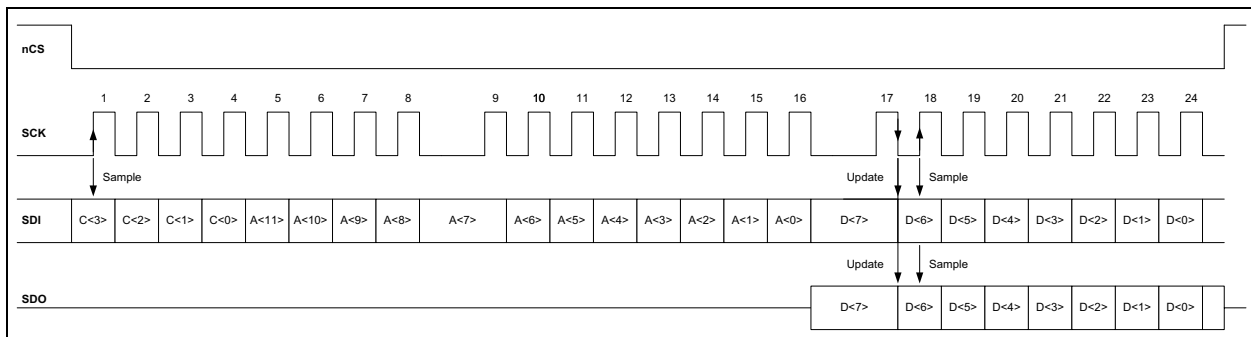 nCS
1 2 3 4 5 6 7 8 9 10 11 12 13 14 15 16 17 18 19 20 21 22 23 24
SCK
Sample Update Sample
SDI C<3> C<2> C<1> C<0> A<11> A<10> A<9> A<8> A<7> A<6> A<5> A<4> A<3> A<2> A<1> A<0> D<7> D<6> D<5> D<4> D<3> D<2> D<1> D<0>
Update Sample
SDO D<7> D<6> D<5> D<4> D<3> D<2> D<1> D<0>